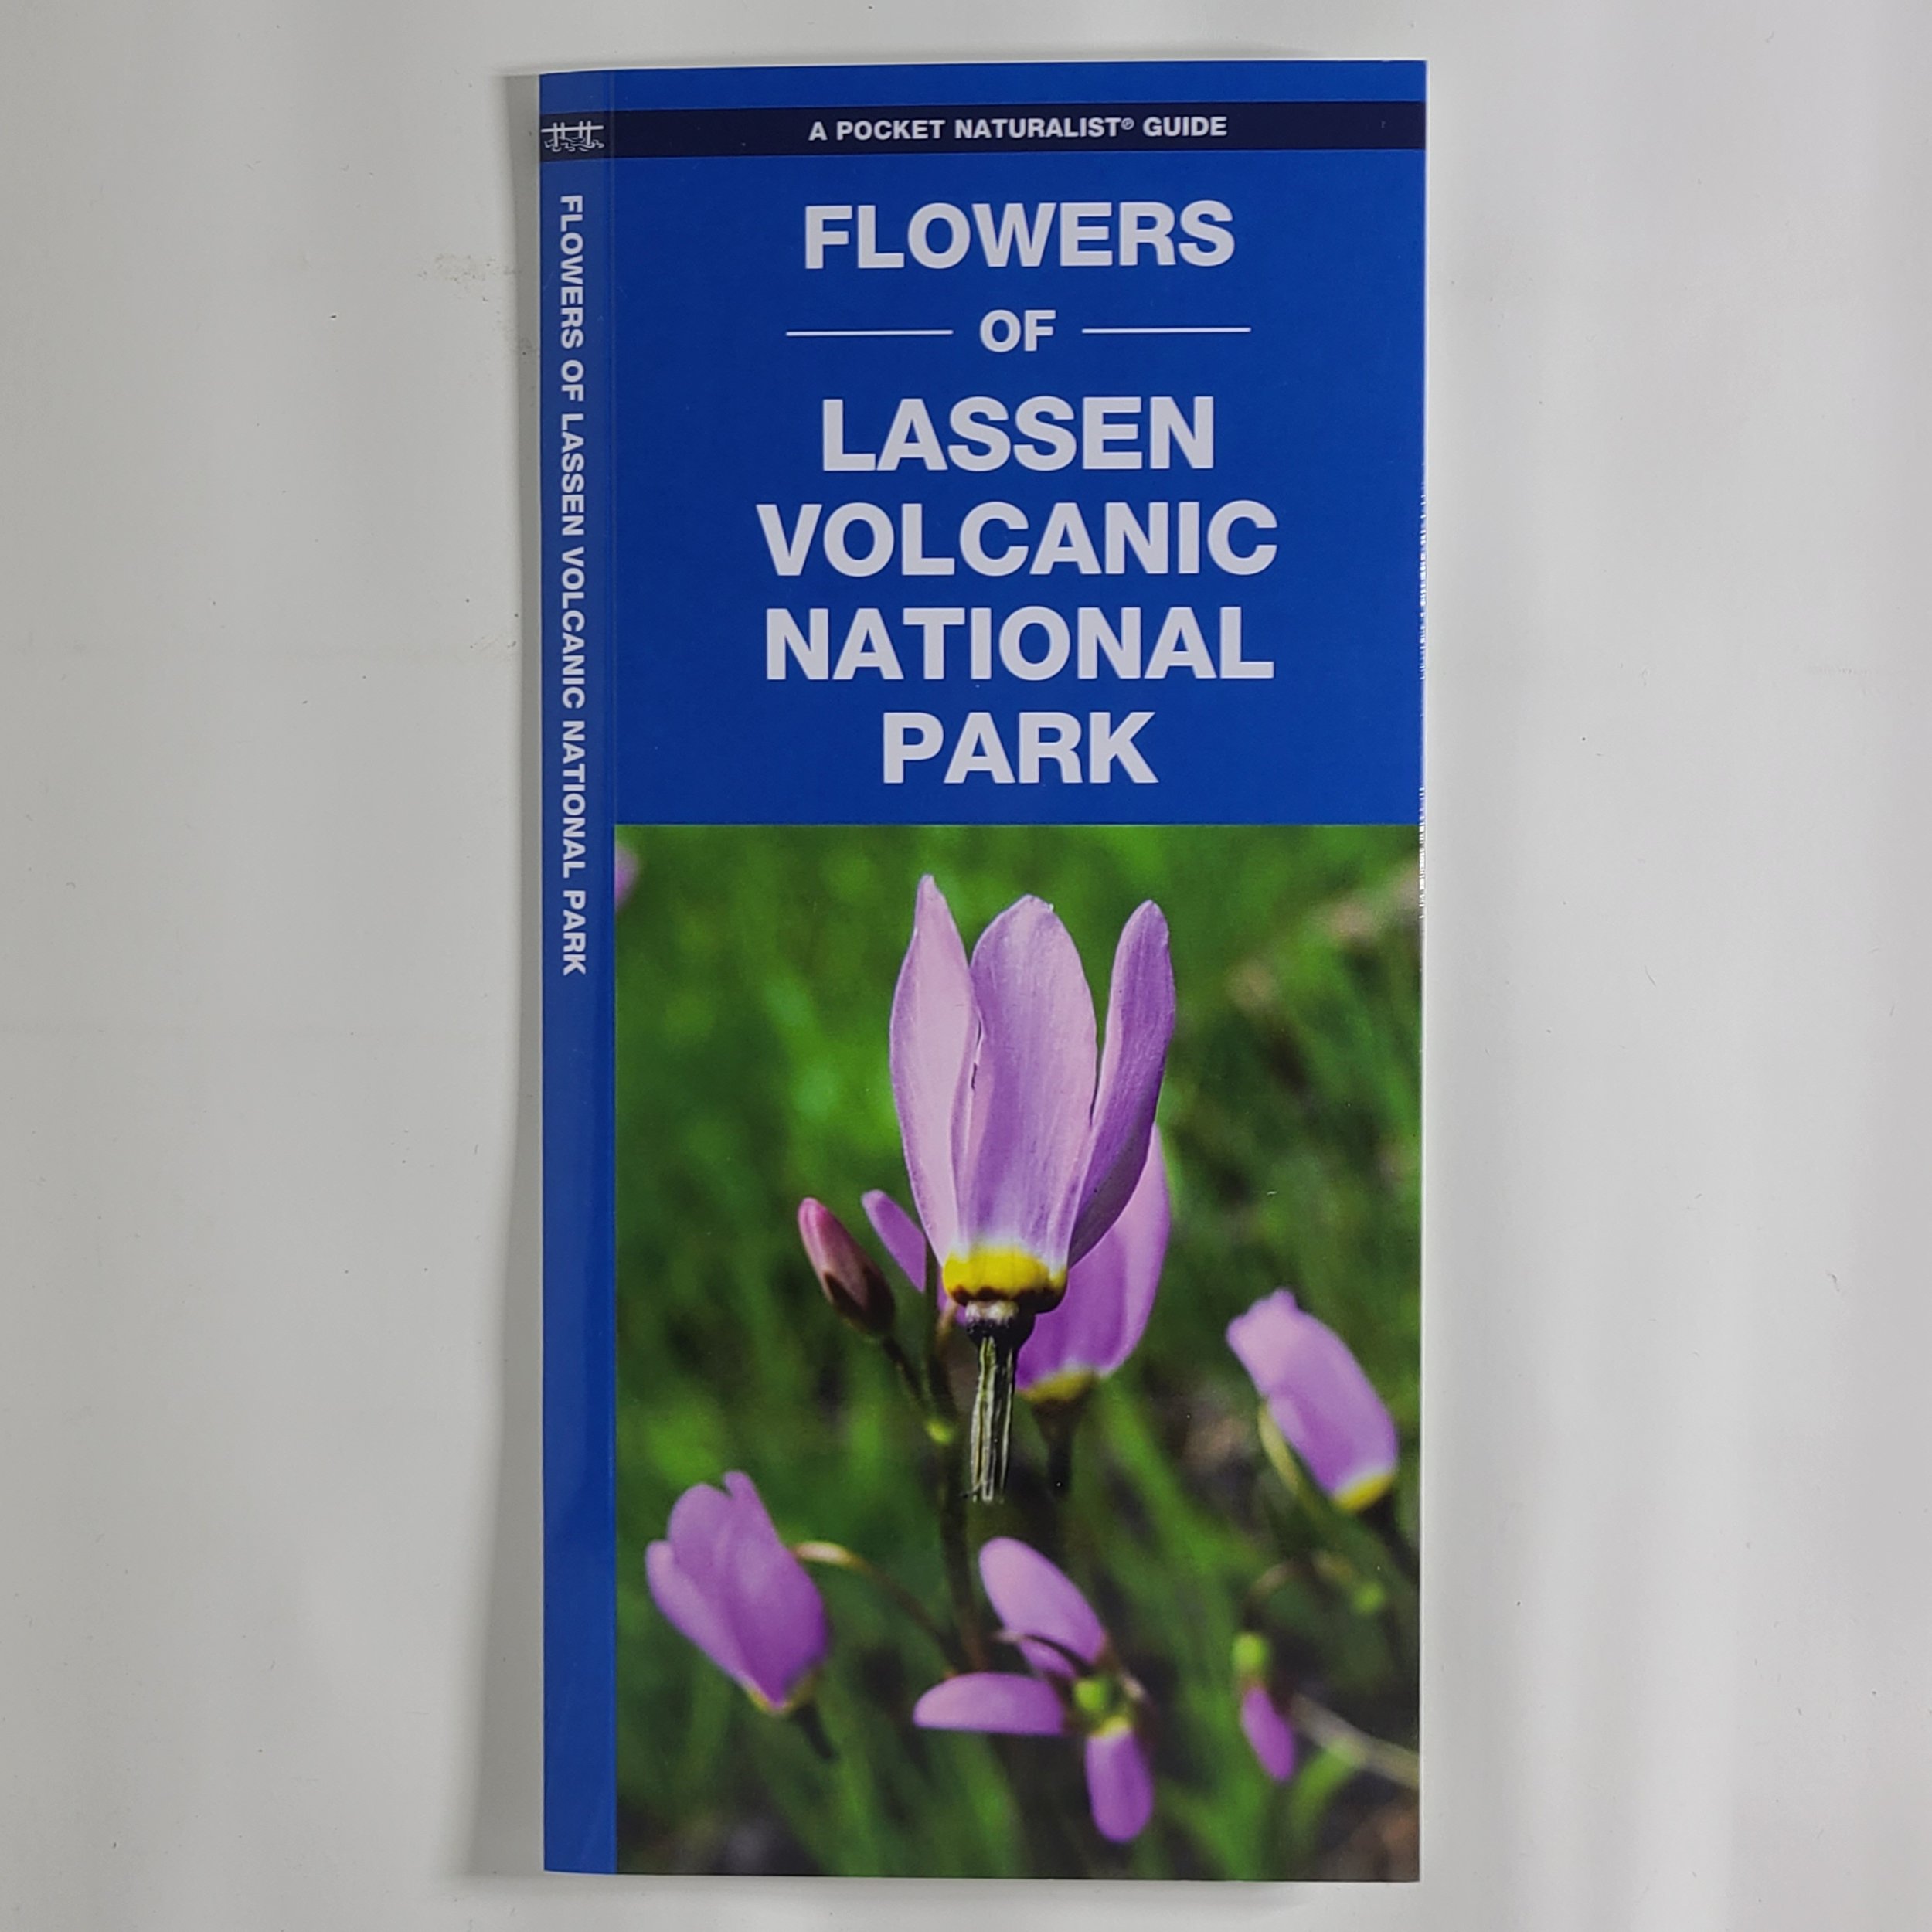 A POCKET NATURALIST® GUIDE
FLOWERS
OF
LASSEN
VOLCANIC
NATIONAL
PARK
FLOWERS OF LASSEN VOLCANIC NATIONAL PARK